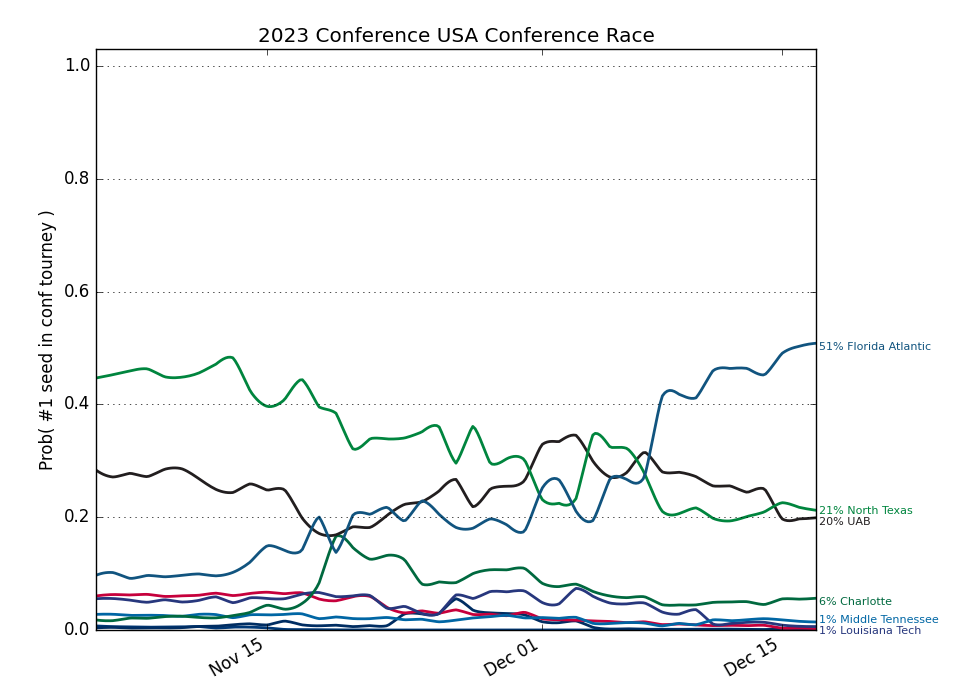 2023 Conference USA Conference Race
Prob( #1 seed in conf tourney )
1.0
0.8
0.6
0.4
0.2
0.0
51% Florida Atlantic
21% North Texas
20% UAB
6% Charlotte
1% Middle Tennessee
1% Louisiana Tech
Nov 15
Dec 01
Dec 15